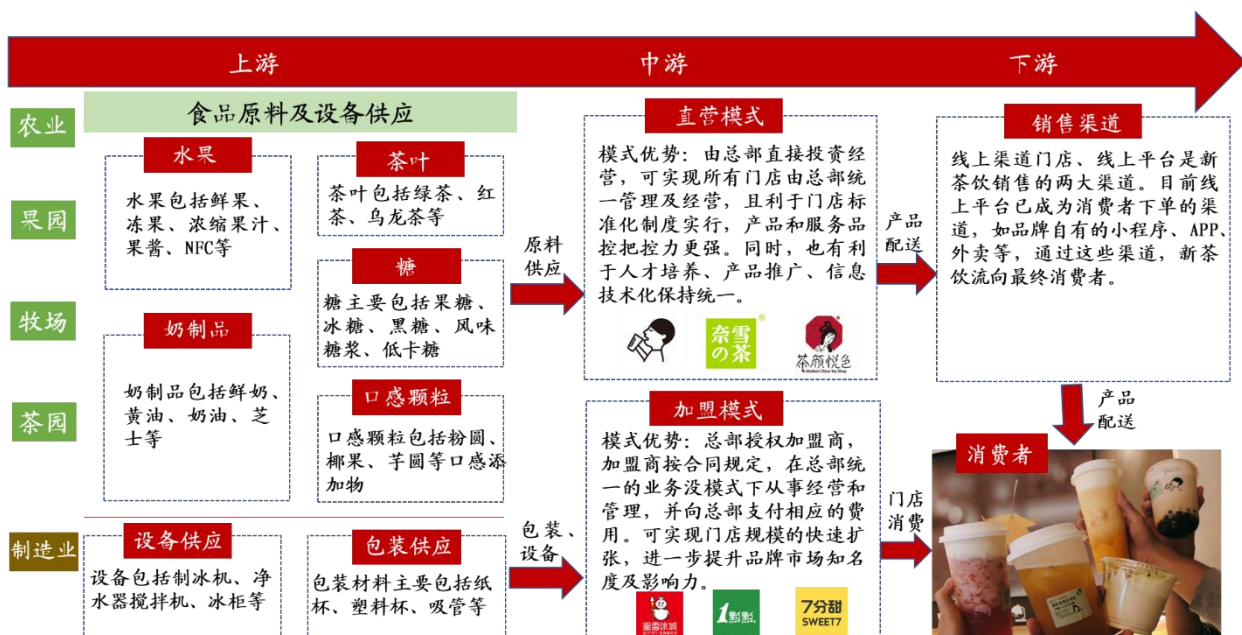 上游
中游
下游
农业
果园
牧场
茶园
制造业
食品原料及设备供应
水果
水果包括鲜果、
冻果、浓缩果汁、
果酱、NFC等
茶叶
茶叶包括绿茶、红
茶、乌龙茶等
糖
糖主要包括果糖、
冰糖、黑糖、风味
糖浆、低卡糖
奶制品
奶制品包括鲜奶、
黄油、奶油、芝
士等
口感颗粒
口感颗粒包括粉圆、
椰果、芋圆等口感添
加物
设备供应
设备包括制冰机、净
水器搅拌机、冰柜等
包装供应
包装材料主要包括纸
杯、塑料杯、吸管等
原料
供应
包装、
设备
直营模式
模式优势：由总部直接投资经
营，可实现所有门店由总部统
一管理及经营，且利于门店标
准化制度实行，产品和服务品
控把控力更强。同时，也有利
于人才培养、产品推广、信息
技术化保持统一。
奈雪
の茶
®
茶颜悦色
Modern China Tea Shop
加盟模式
模式优势：总部授权加盟商，
加盟商按合同规定，在总部统
一的业务没模式下从事经营和
管理，并向总部支付相应的费
用。可实现门店规模的快速扩
张，进一步提升品牌市场知名
度及影响力。
蜜雪冰城
1點點
7分甜
SWEET7
产品
配送
门店
消费
销售渠道
线上渠道门店、线上平台是新
茶饮销售的两大渠道。目前线
上平台已成为消费者下单的渠
道，如品牌自有的小程序、APP、
外卖等，通过这些渠道，新茶
饮流向最终消费者。
产品
配送
消费者